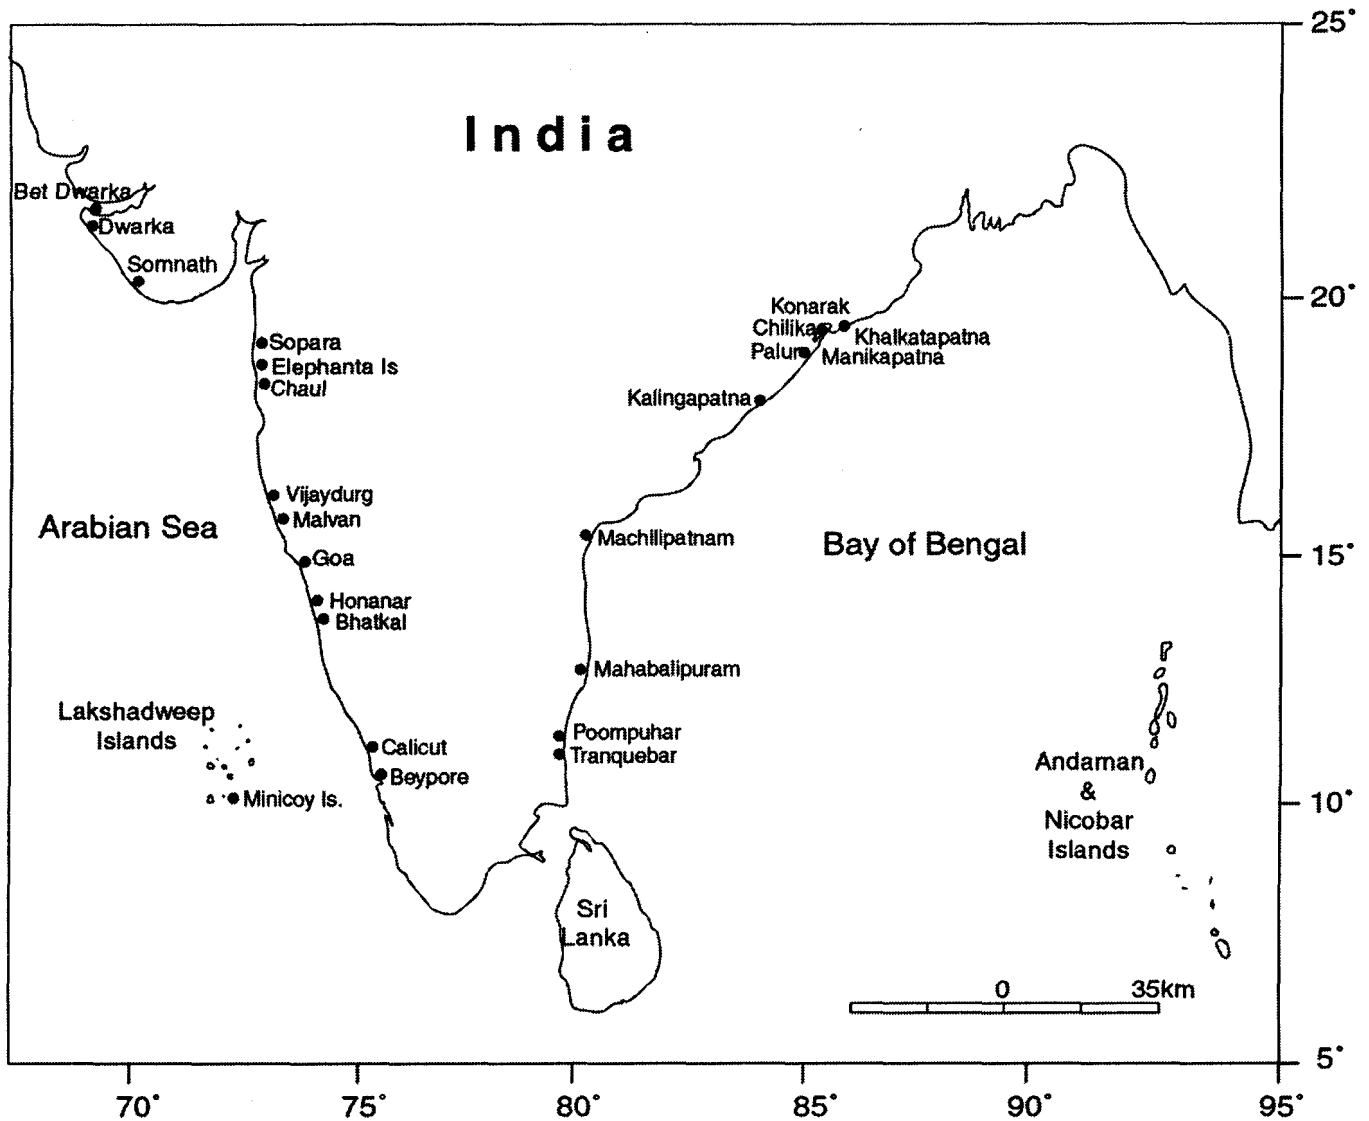 25°
India
Bet Dwarka
Dwarka
Somnath
20°
Konarak
Chilika
Khalkatapatna
Palur
Manikapatna
Sopara
Elephanta Is
Chaul
Kalingapatna
Vijaydurg
Malvan
Arabian Sea
Machilipatnam
Bay of Bengal
15°
Goa
Honanar
Bhatkal
Mahabalipuram
Lakshadweep
Islands
Poompuhar
Tranquebar
Calicut
Beypore
Minicoy Is.
Andaman
&
Nicobar
Islands
10°
Sri
Lanka
0 35km
5°
70° 75° 80° 85° 90° 95°